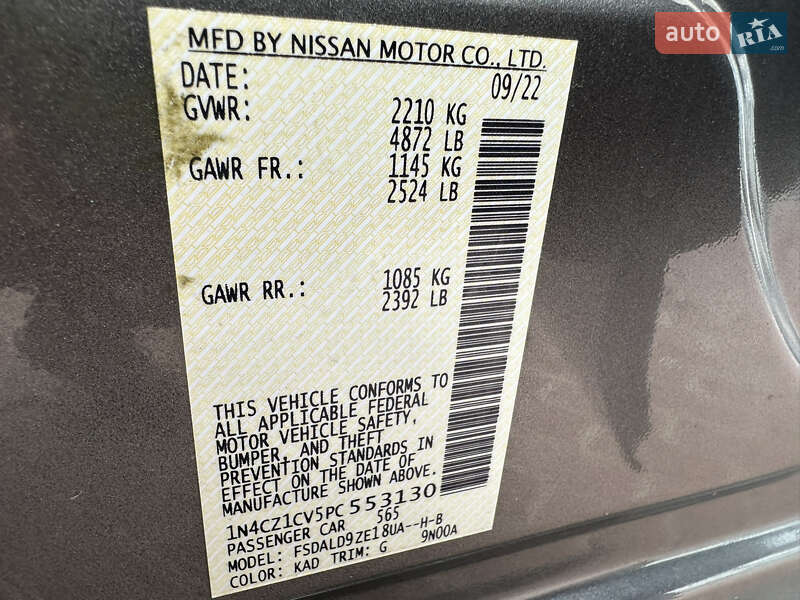 auto RIA .com
MFD BY NISSAN MOTOR CO., LTD.
DATE: 09/22
GVWR: 2210 KG
4872 LB
GAWR FR.: 1145 KG
2524 LB
GAWR RR.: 1085 KG
2392 LB
THIS VEHICLE CONFORMS TO
ALL APPLICABLE FEDERAL
MOTOR VEHICLE SAFETY,
BUMPER, AND THEFT
PREVENTION STANDARDS IN
EFFECT ON THE DATE OF
MANUFACTURE SHOWN ABOVE.
1N4CZ1CV5PC553130
PASSENGER CAR 565
MODEL: FSDALD9ZE18UA--H-B
COLOR: KAD TRIM: G 9N00A